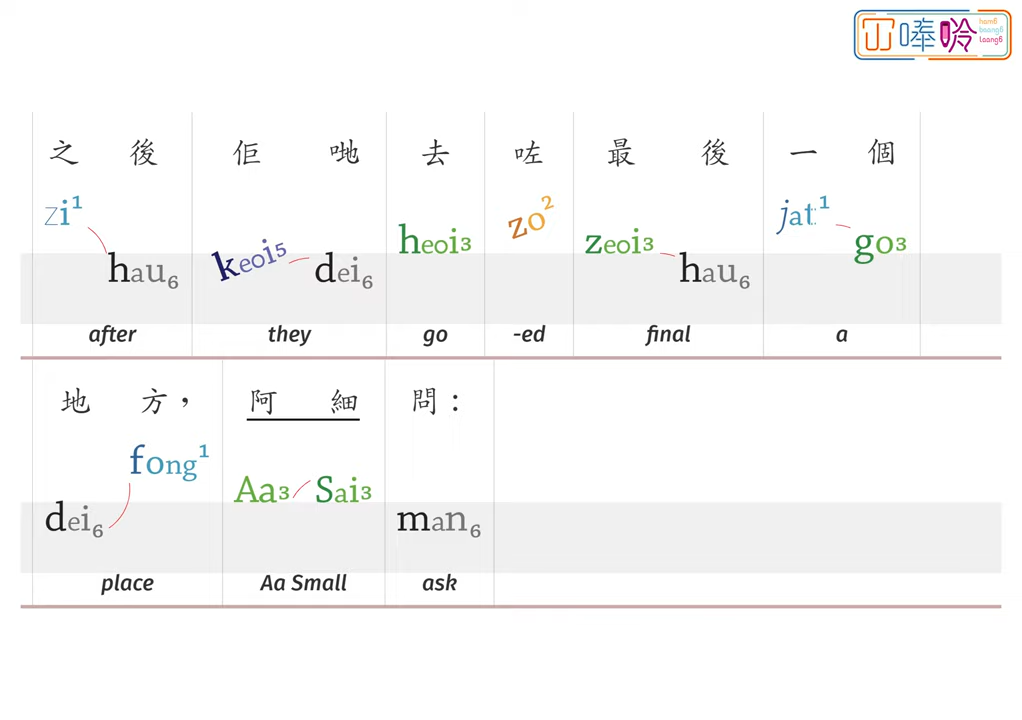 冚唪唥 ham6 baang6 laang6
之後 佢哋 去 咗 最後 一個
zi¹ hau₆ keoi₅ dei₆ heoi₃ zo² zeoi₃ hau₆ jat¹ go₃
after they go -ed final a
地方， 阿細 問：
dei₆ fong¹ Aa₃ Sai₃ man₆
place Aa Small ask